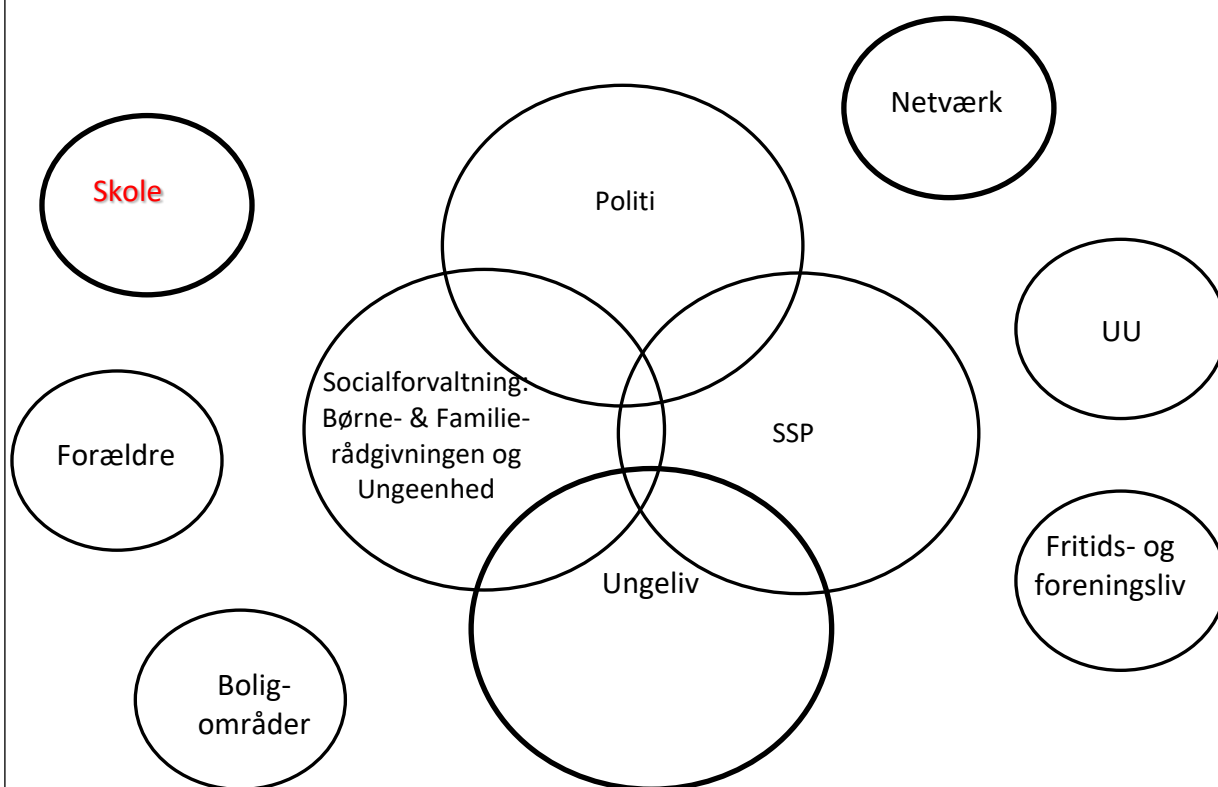 Netværk
Skole
Politi
UU
Socialforvaltning:
Børne- & Familie-
rådgivningen og
Ungeenhed
SSP
Forældre
Fritids- og
foreningsliv
Ungeliv
Bolig-
områder